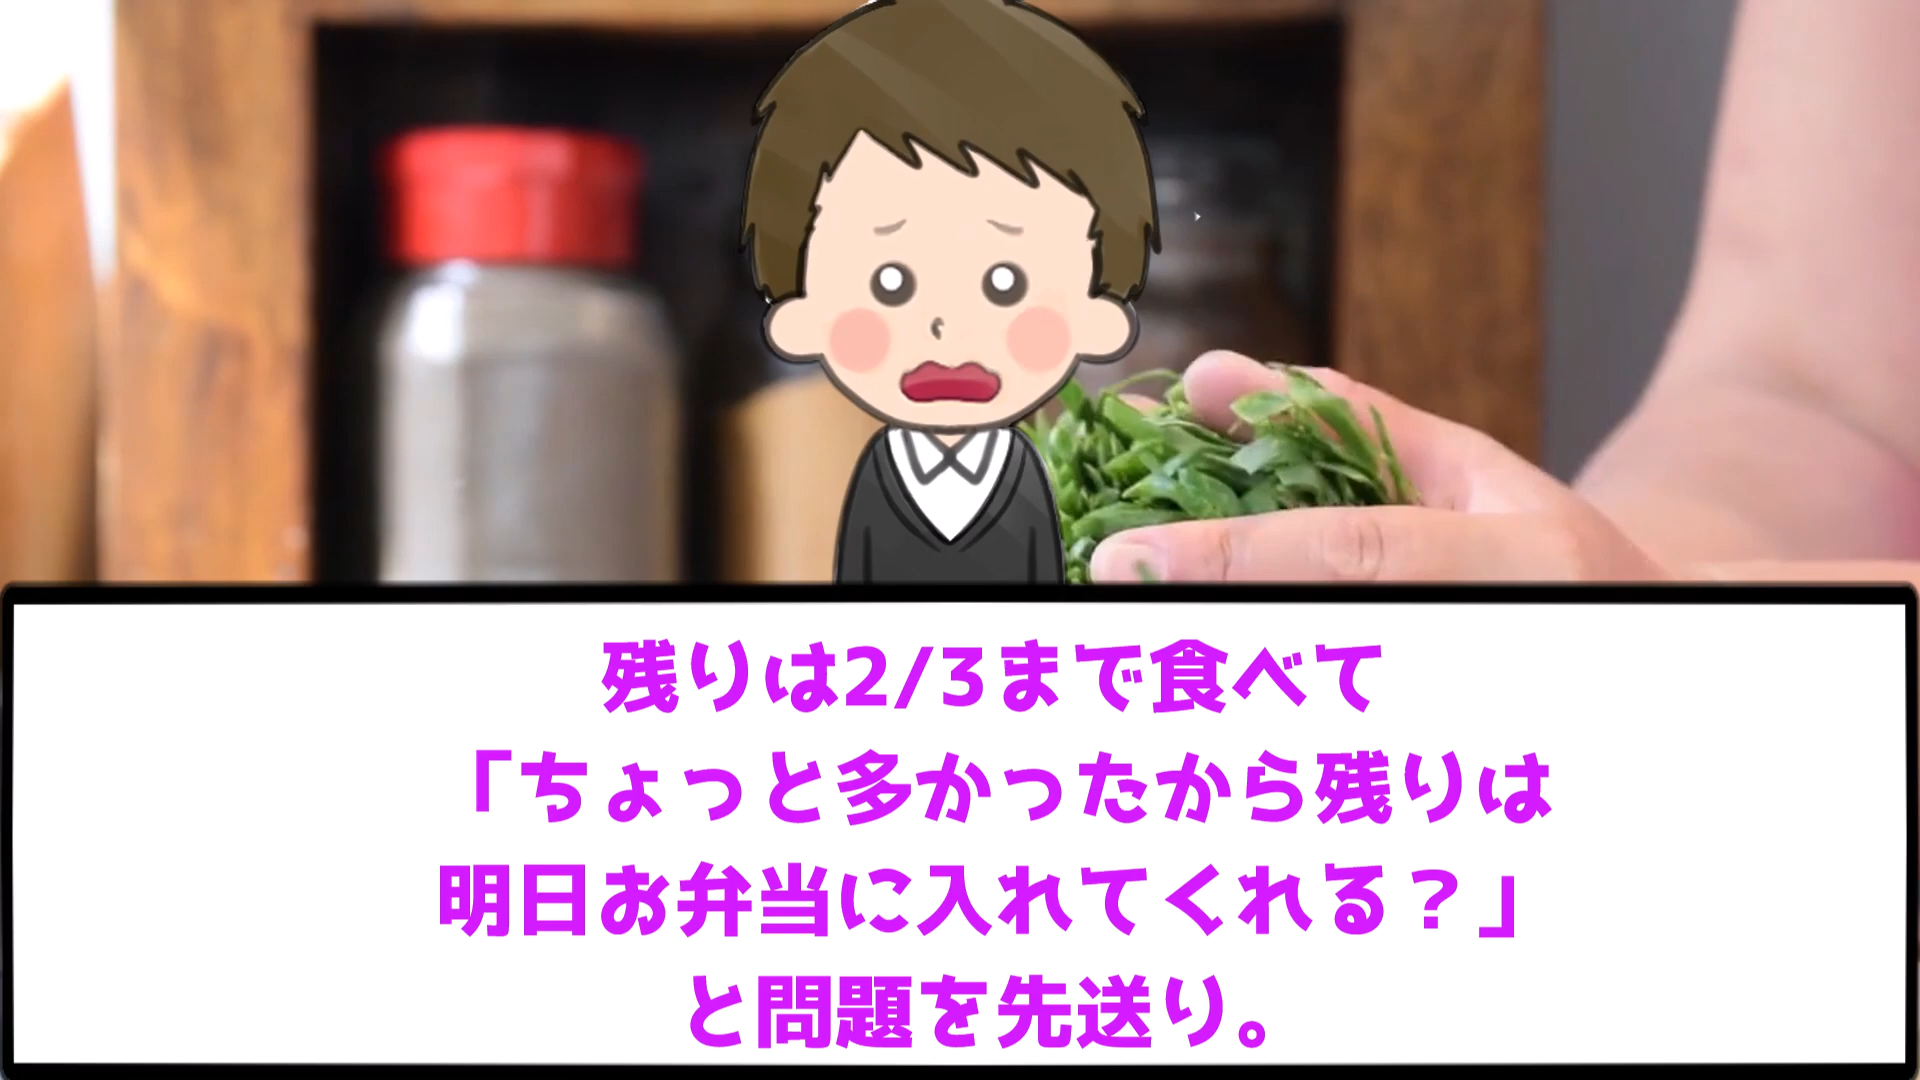 残りは2/3まで食べて
「ちょっと多かったから残りは
明日お弁当に入れてくれる？」
と問題を先送り。